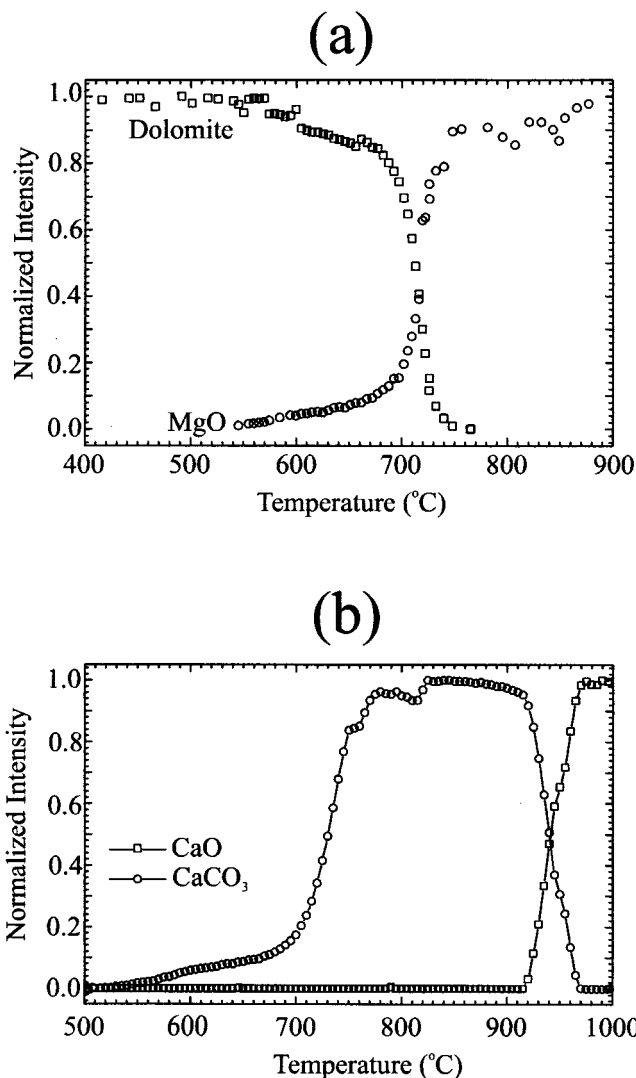 (a)
1.0
0.8
0.6
0.4
0.2
0.0
Normalized Intensity
Dolomite
MgO
400 500 600 700 800 900
Temperature (°C)
(b)
1.0
0.8
0.6
0.4
0.2
0.0
Normalized Intensity
CaO
CaCO₃
500 600 700 800 900 1000
Temperature (°C)